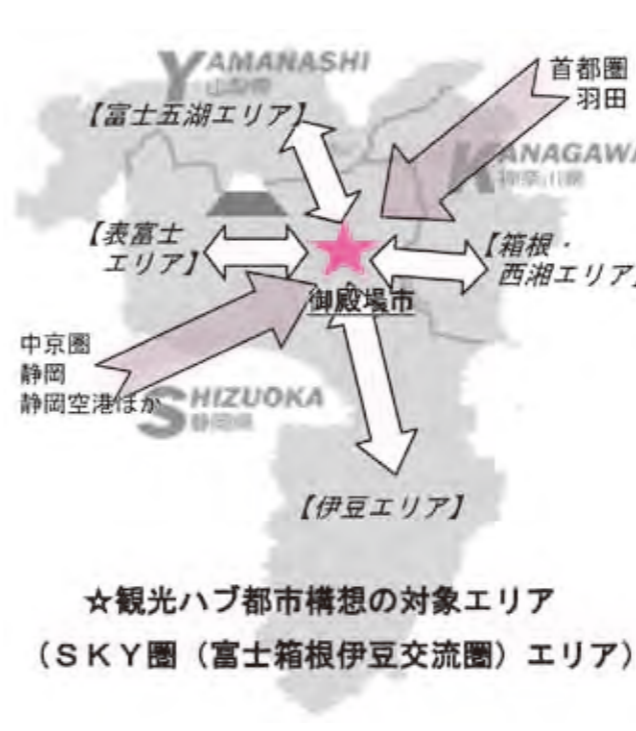 YAMANASHI
山梨県
首都圏
羽田
【富士五湖エリア】
KANAGAWA
神奈川県
【表富士
エリア】
【箱根・
西湘エリア】
御殿場市
中京圏
静岡
静岡空港ほか
SHIZUOKA
静岡県
【伊豆エリア】
☆観光ハブ都市構想の対象エリア
(SKY圏（富士箱根伊豆交流圏）エリア)